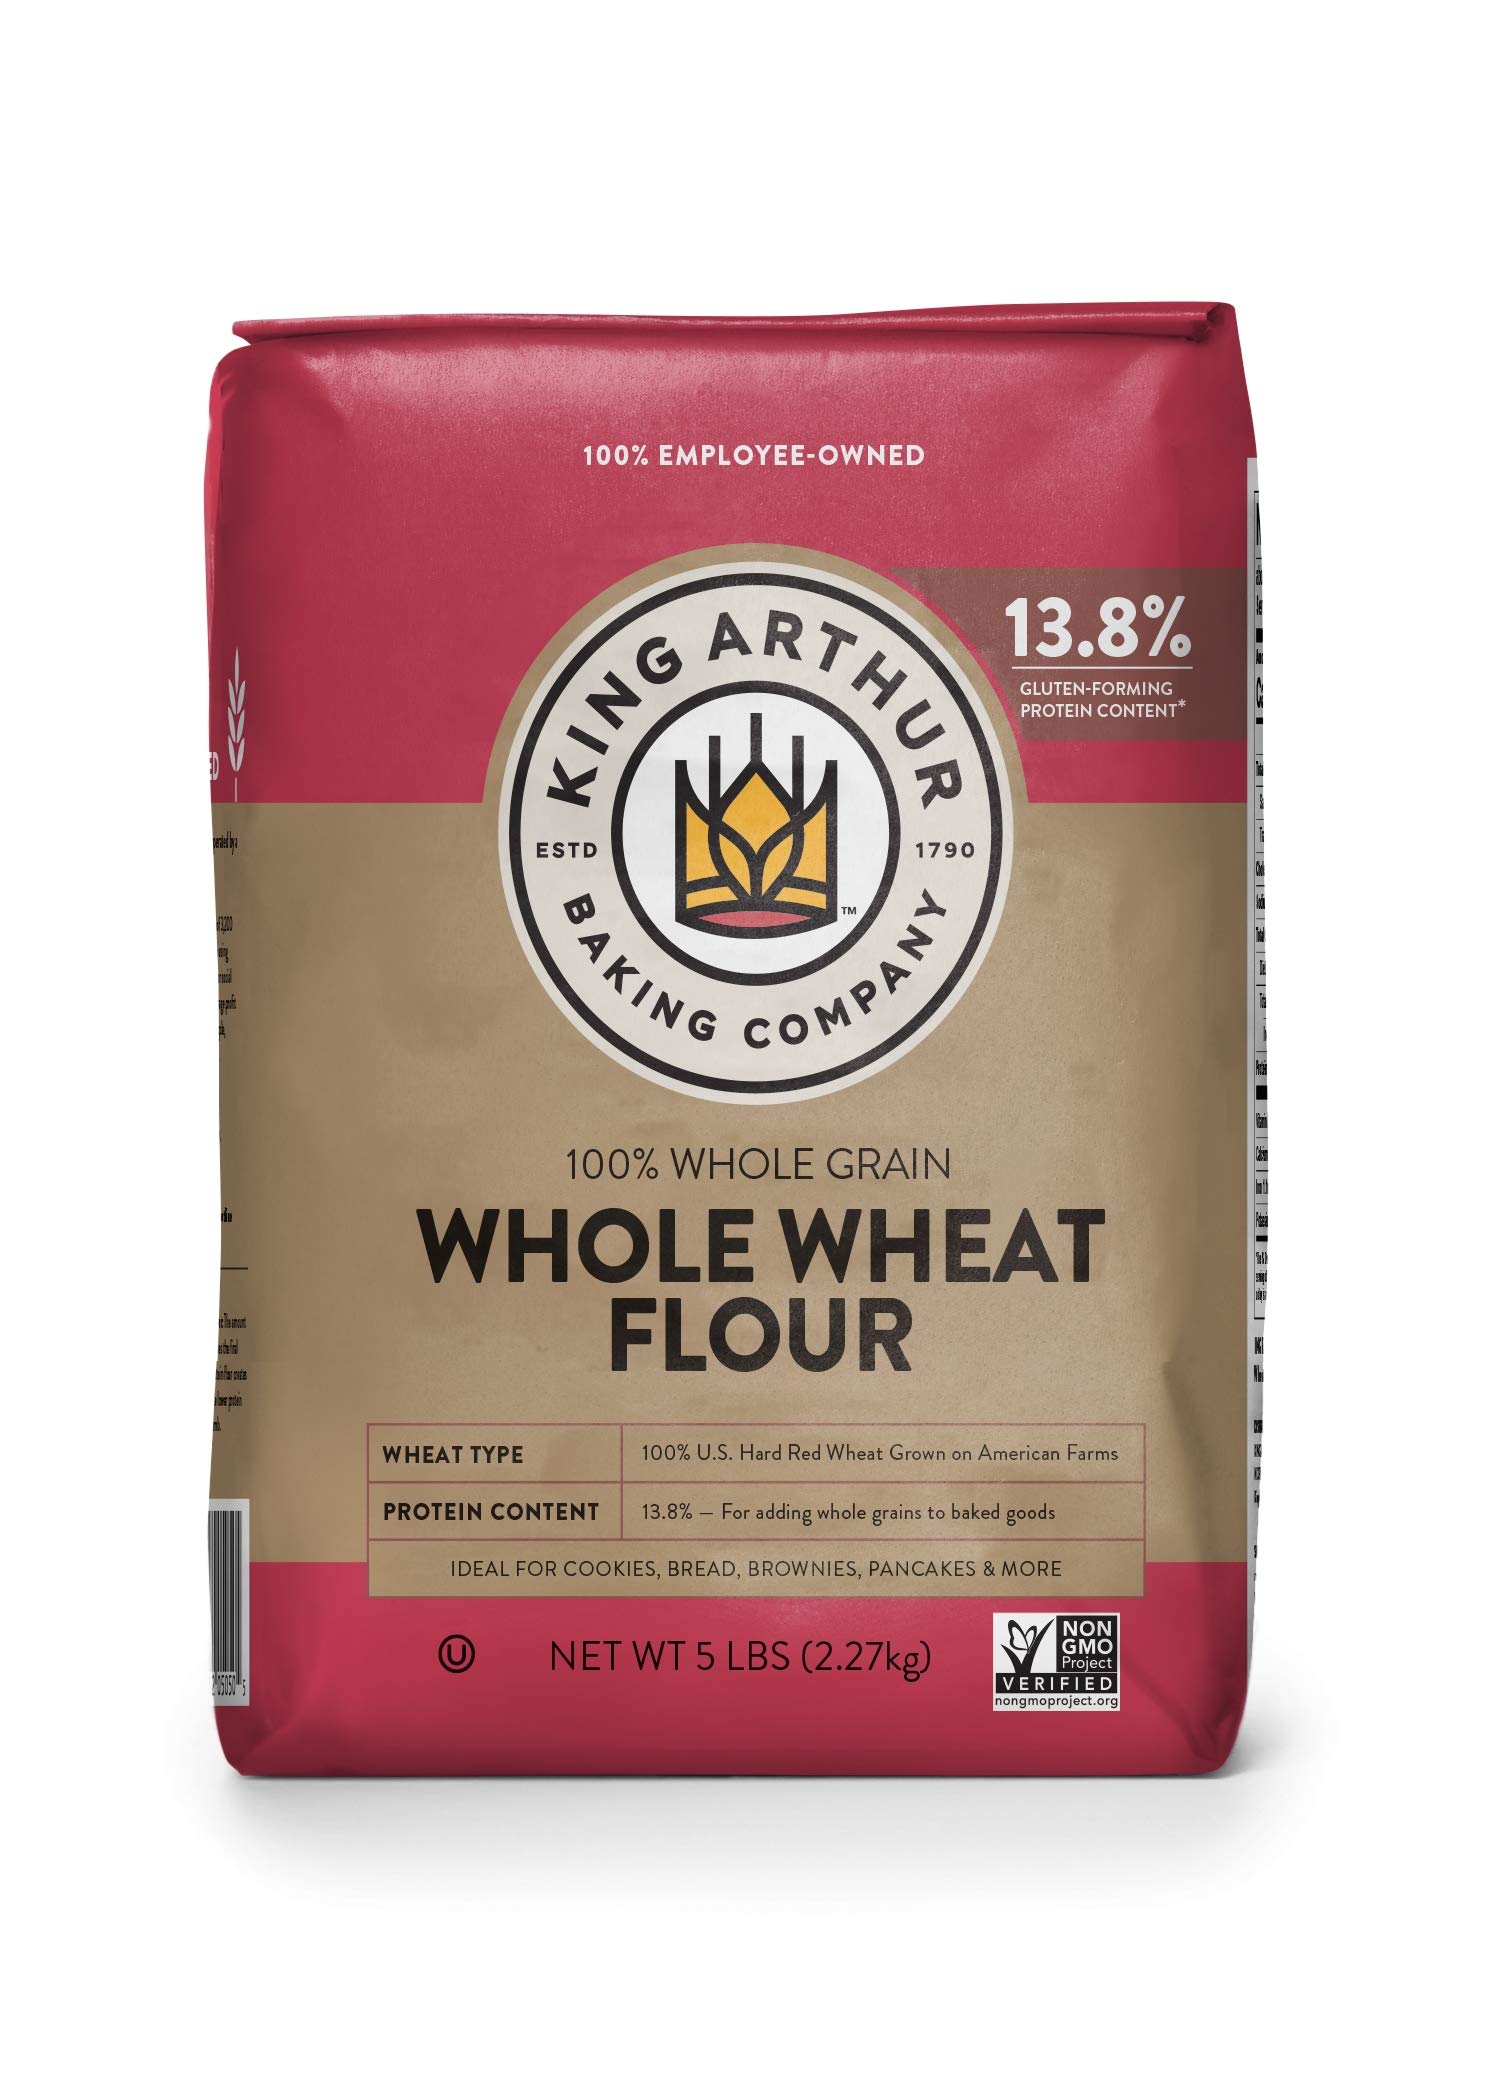 100% EMPLOYEE-OWNED
13.8%
GLUTEN-FORMING
PROTEIN CONTENT*
KING ARTHUR
ESTD 1790
BAKING COMPANY
™
100% WHOLE GRAIN
WHOLE WHEAT
FLOUR
WHEAT TYPE 100% U.S. Hard Red Wheat Grown on American Farms
PROTEIN CONTENT 13.8% — For adding whole grains to baked goods
IDEAL FOR COOKIES, BREAD, BROWNIES, PANCAKES & MORE
U NET WT 5 LBS (2.27kg)
NON
GMO
Project
VERIFIED
nongmoproject.org